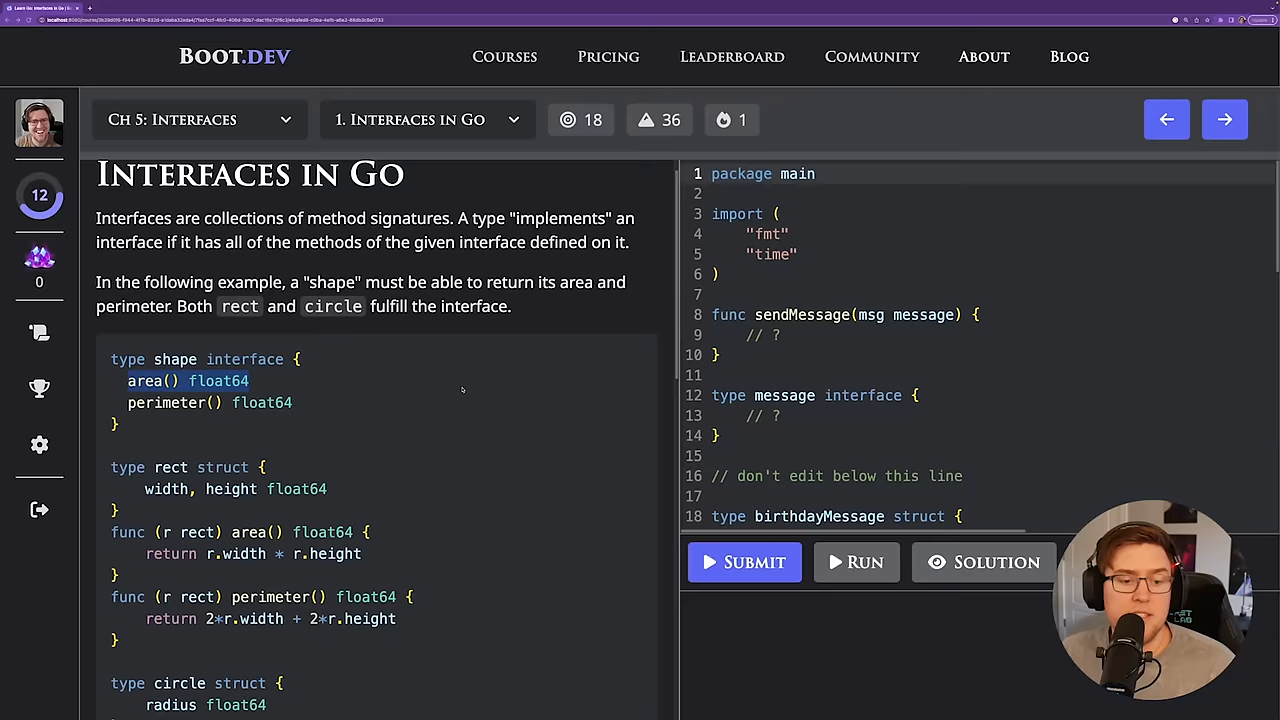 Learn Go: Interfaces in Go
BOOT.DEV
COURSES
PRICING
LEADERBOARD
COMMUNITY
ABOUT
BLOG
CH 5: INTERFACES
1. INTERFACES IN GO
18
36
1
12
0
INTERFACES IN GO
Interfaces are collections of method signatures. A type "implements" an
interface if it has all of the methods of the given interface defined on it.
In the following example, a "shape" must be able to return its area and
perimeter. Both rect and circle fulfill the interface.
type shape interface {
area() float64
perimeter() float64
}
type rect struct {
width, height float64
}
func (r rect) area() float64 {
return r.width * r.height
}
func (r rect) perimeter() float64 {
return 2*r.width + 2*r.height
}
type circle struct {
radius float64
1 package main
2
3 import (
4 "fmt"
5 "time"
6 )
7
8 func sendMessage(msg message) {
9 // ?
10 }
11
12 type message interface {
13 // ?
14 }
15
16 // don't edit below this line
17
18 type birthdayMessage struct {
SUBMIT
RUN
SOLUTION